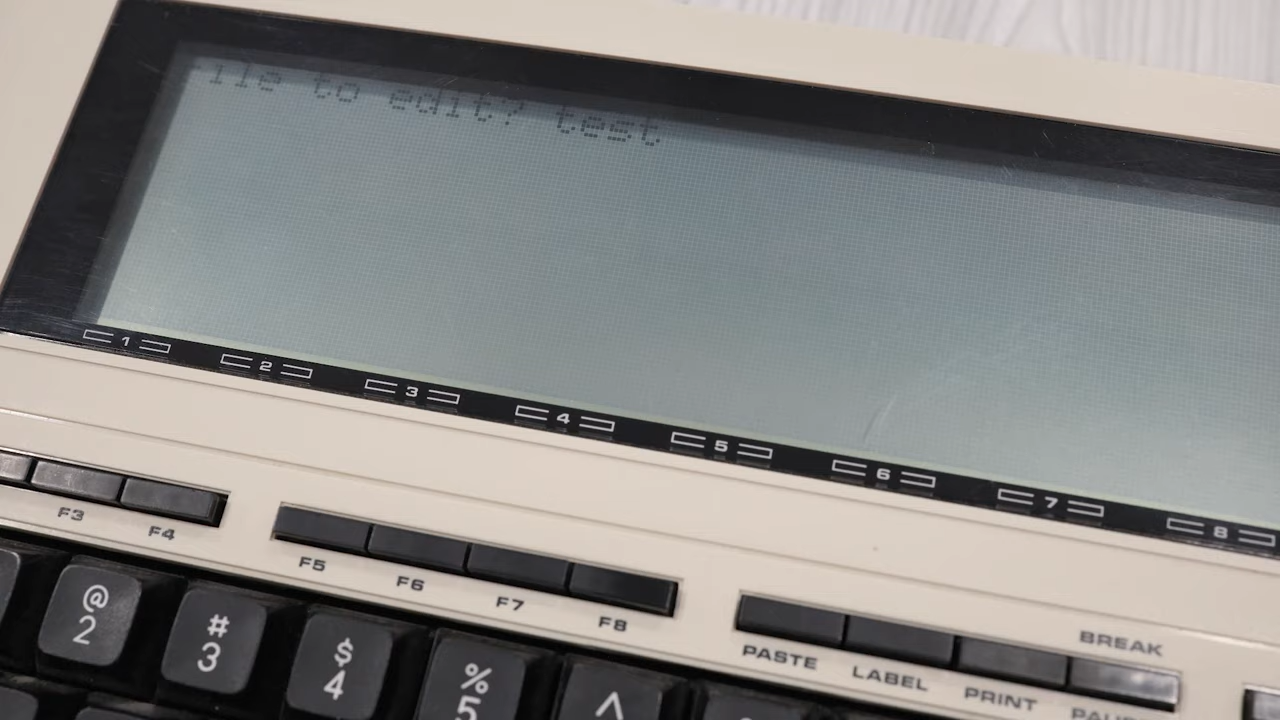 File to edit? test
1 2 3 4 5 6 7 8
F3 F4
F5 F6 F7 F8
BREAK
PASTE LABEL PRINT
@ # $ % ^
2 3 4 5